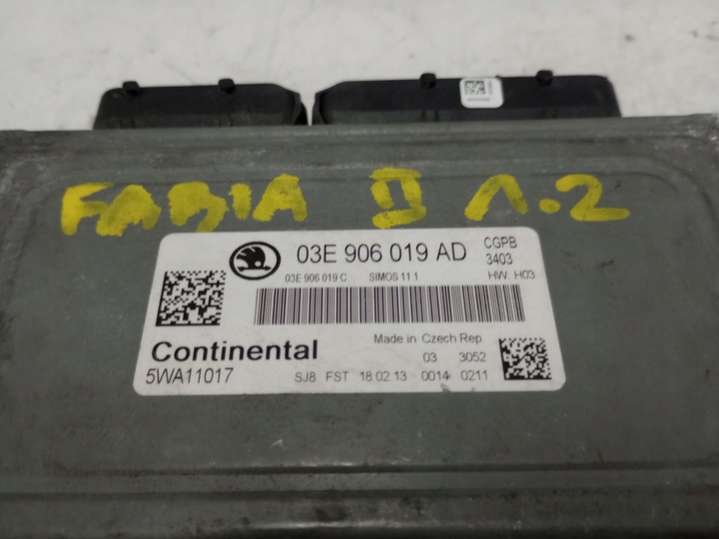 FABIA II 1.2
03E 906 019 AD CGPB
3403
03E 906 019 C SIMOS 11.1 HW H03
Made in Czech Rep
Continental 03 3052
5WA11017 SJ8 FST 18 02 13 0014 0211